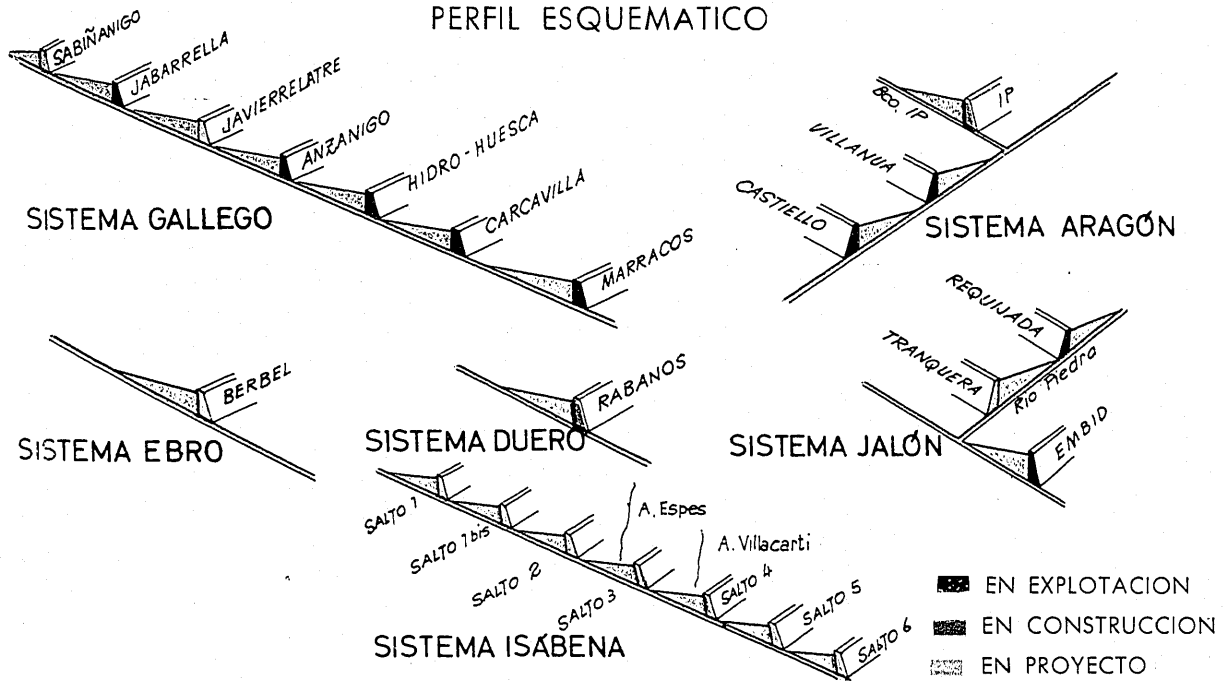 PERFIL ESQUEMATICO
SABIÑANIGO
JABARRELLA
JAVIERRELATRE
ANZANIGO
HIDRO-HUESCA
CARCAVILLA
MARRACOS
SISTEMA GALLEGO
Bco. IP
IP
VILLANUA
CASTIELLO
SISTEMA ARAGÓN
BERBEL
SISTEMA EBRO
RABANOS
SISTEMA DUERO
REQUIJADA
TRANQUERA
Río Piedra
EMBID
SISTEMA JALÓN
SALTO 1
SALTO 1 bis
SALTO 2
SALTO 3
A. Espes
A. Villacarti
SALTO 4
SALTO 5
SALTO 6
SISTEMA ISÁBENA
EN EXPLOTACION
EN CONSTRUCCION
EN PROYECTO